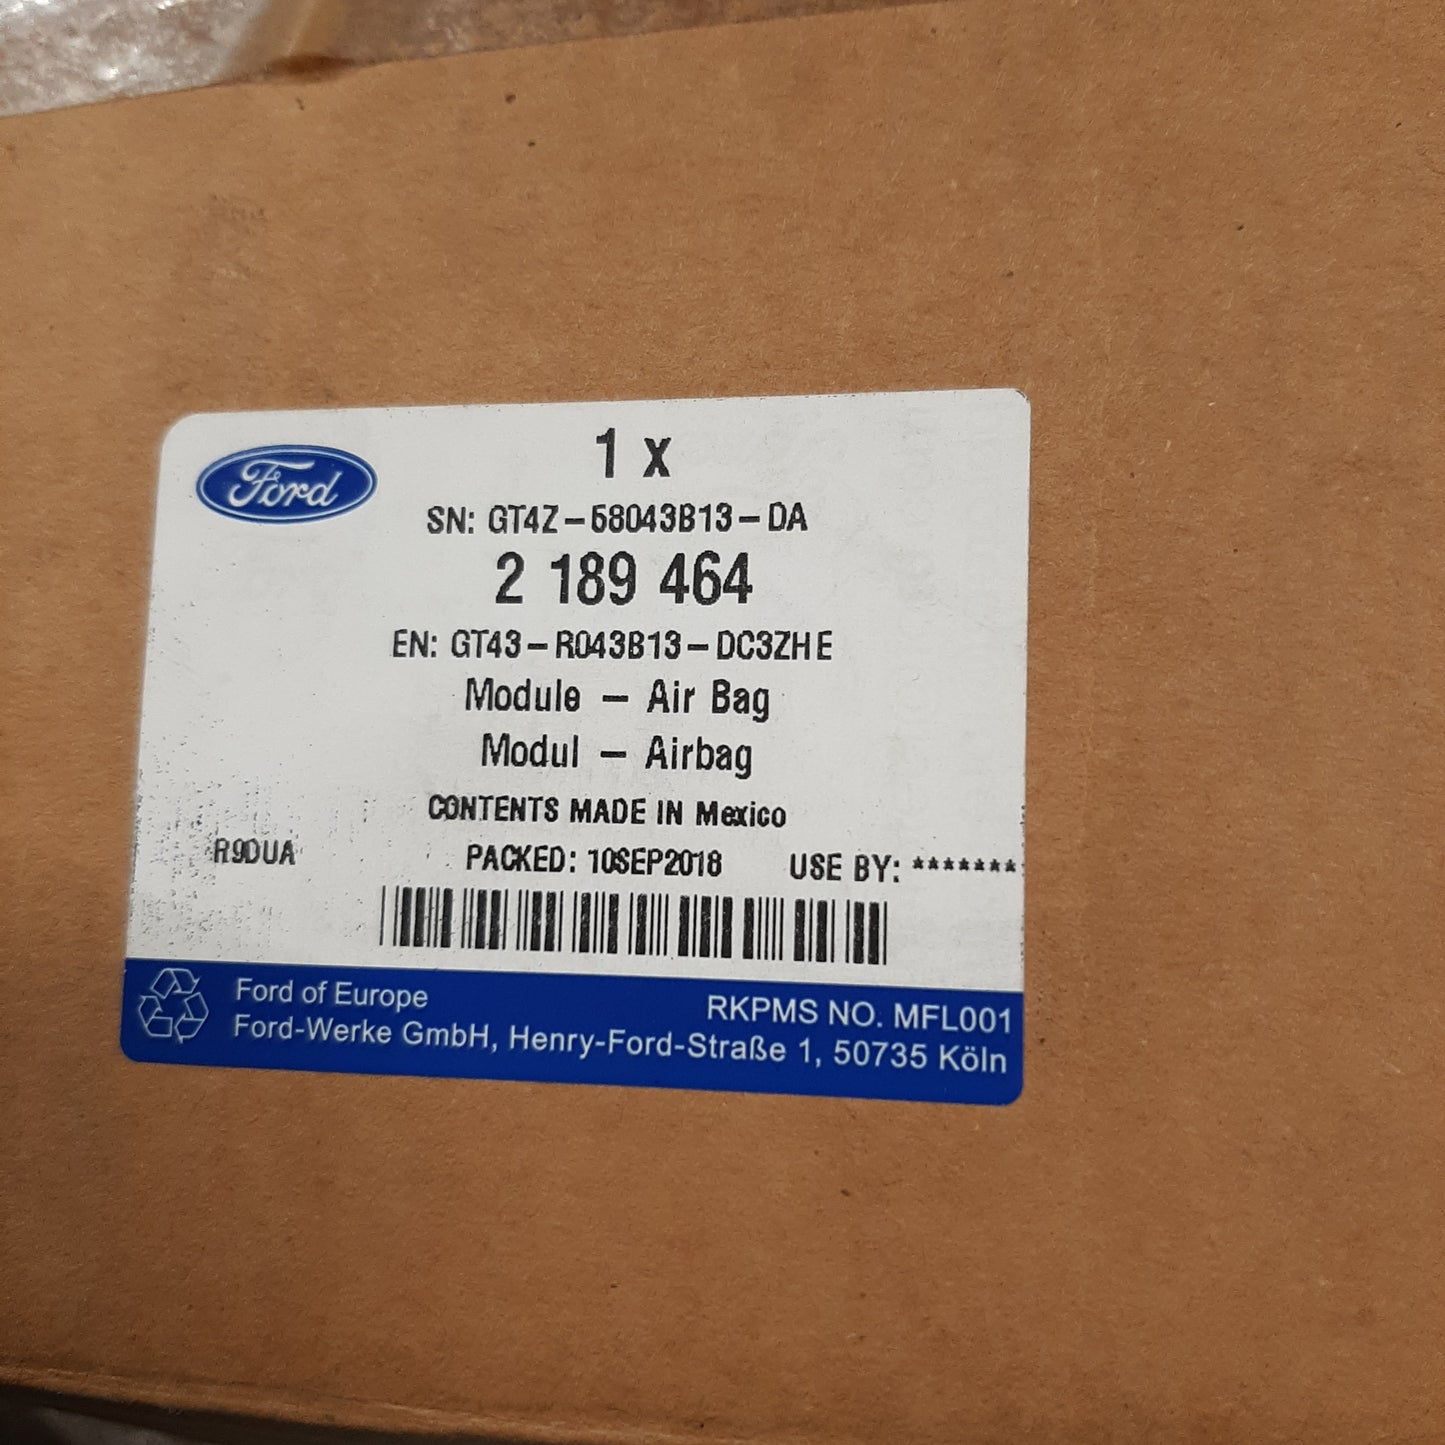 Ford
1 x
SN: GT4Z-58043B13-DA
2 189 464
EN: GT43-R043B13-DC3ZHE
Module - Air Bag
Modul - Airbag
CONTENTS MADE IN Mexico
R9DUA PACKED: 10SEP2018 USE BY: *******
Ford of Europe RKPMS NO. MFL001
Ford-Werke GmbH, Henry-Ford-Straße 1, 50735 Köln